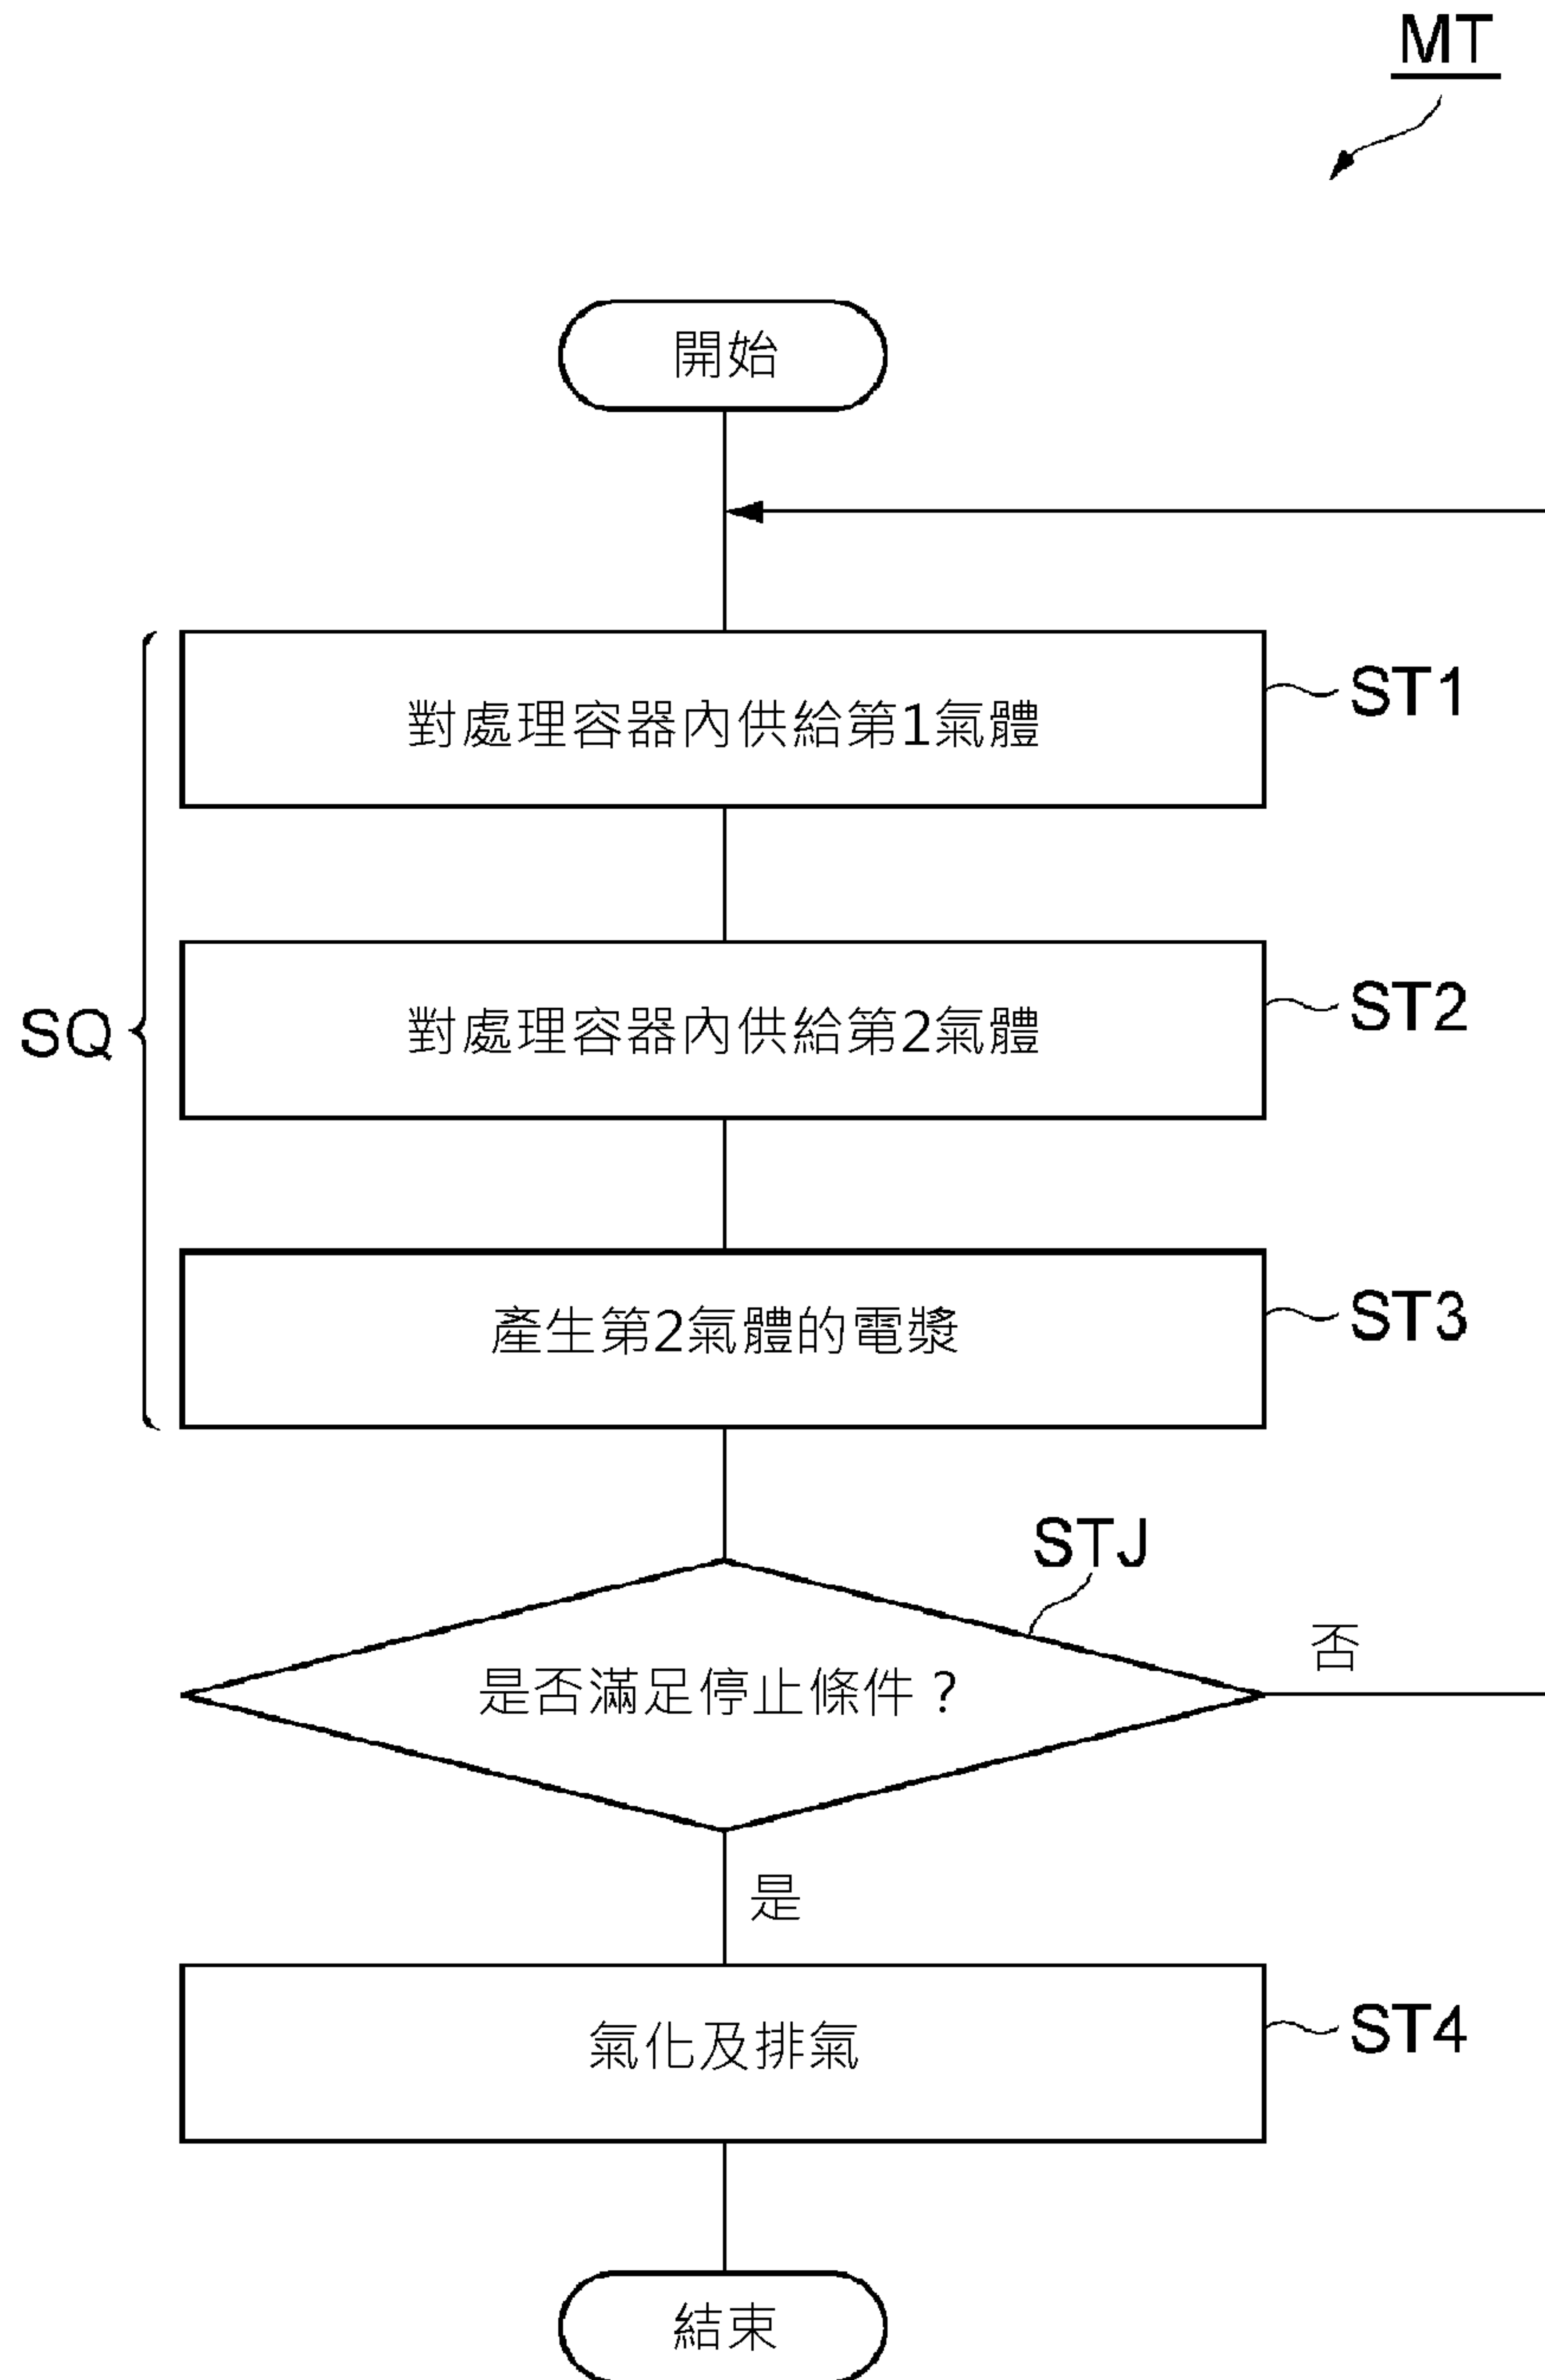 MT
開始
對處理容器內供給第1氣體
ST1
SQ
對處理容器內供給第2氣體
ST2
產生第2氣體的電漿
ST3
STJ
是否滿足停止條件？
否
是
氣化及排氣
ST4
結束